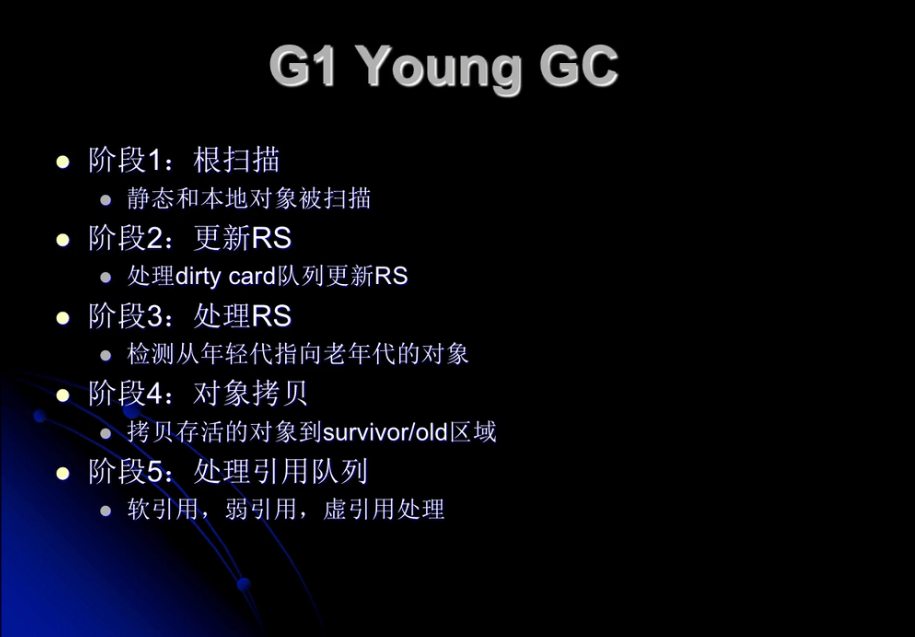 G1 Young GC
阶段1：根扫描
静态和本地对象被扫描
阶段2：更新RS
处理dirty card队列更新RS
阶段3：处理RS
检测从年轻代指向老年代的对象
阶段4：对象拷贝
拷贝存活的对象到survivor/old区域
阶段5：处理引用队列
软引用，弱引用，虚引用处理